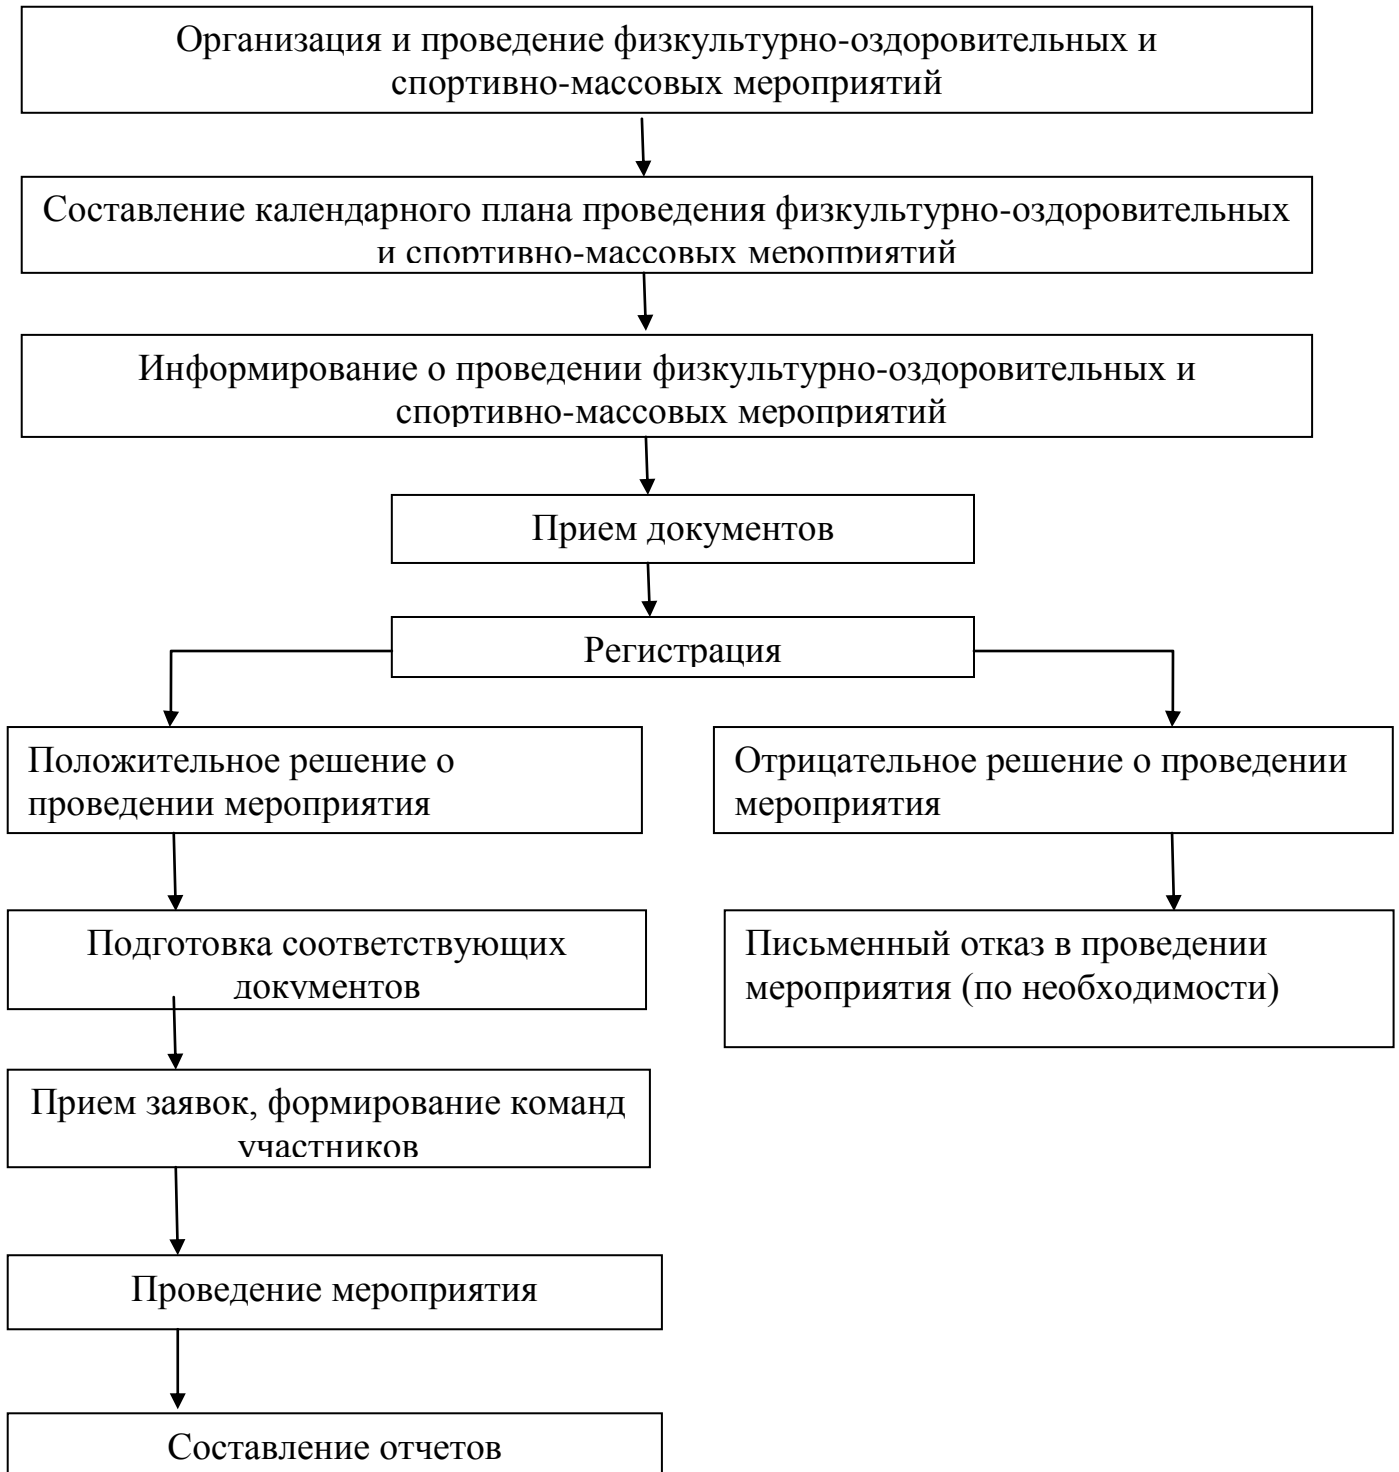 Организация и проведение физкультурно-оздоровительных и
спортивно-массовых мероприятий
Составление календарного плана проведения физкультурно-оздоровительных
и спортивно-массовых мероприятий
Информирование о проведении физкультурно-оздоровительных и
спортивно-массовых мероприятий
Прием документов
Регистрация
Положительное решение о
проведении мероприятия
Отрицательное решение о проведении
мероприятия
Подготовка соответствующих
документов
Письменный отказ в проведении
мероприятия (по необходимости)
Прием заявок, формирование команд
участников
Проведение мероприятия
Составление отчетов